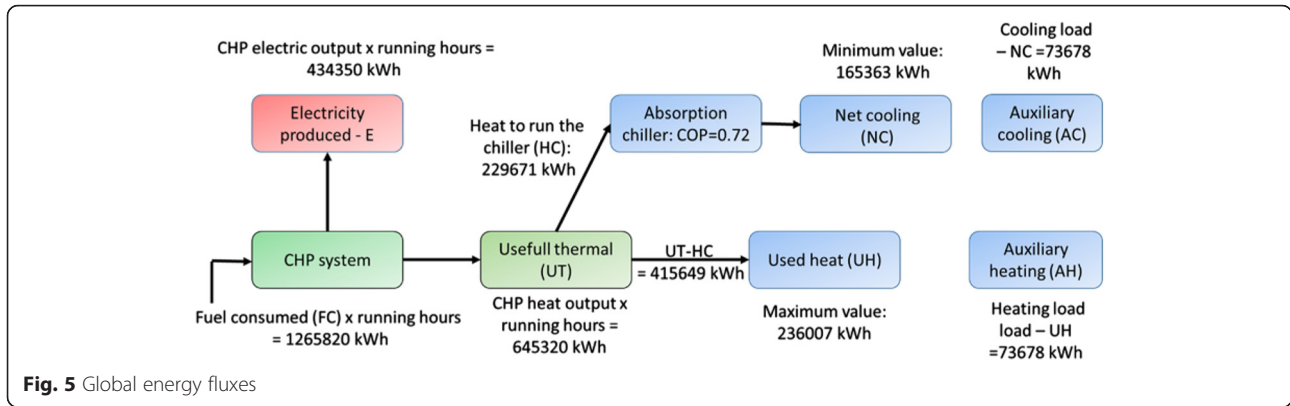 CHP electric output x running hours =
434350 kWh
Minimum value:
165363 kWh
Cooling load
– NC =73678
kWh
Electricity
produced - E
Heat to run the
chiller (HC):
229671 kWh
Absorption
chiller: COP=0.72
Net cooling
(NC)
Auxiliary
cooling (AC)
CHP system
Usefull thermal
(UT)
UT-HC
= 415649 kWh
Used heat (UH)
Auxiliary
heating (AH)
Fuel consumed (FC) x running hours
= 1265820 kWh
CHP heat output x
running hours =
645320 kWh
Maximum value:
236007 kWh
Heating load
load – UH
=73678 kWh
Fig. 5 Global energy fluxes